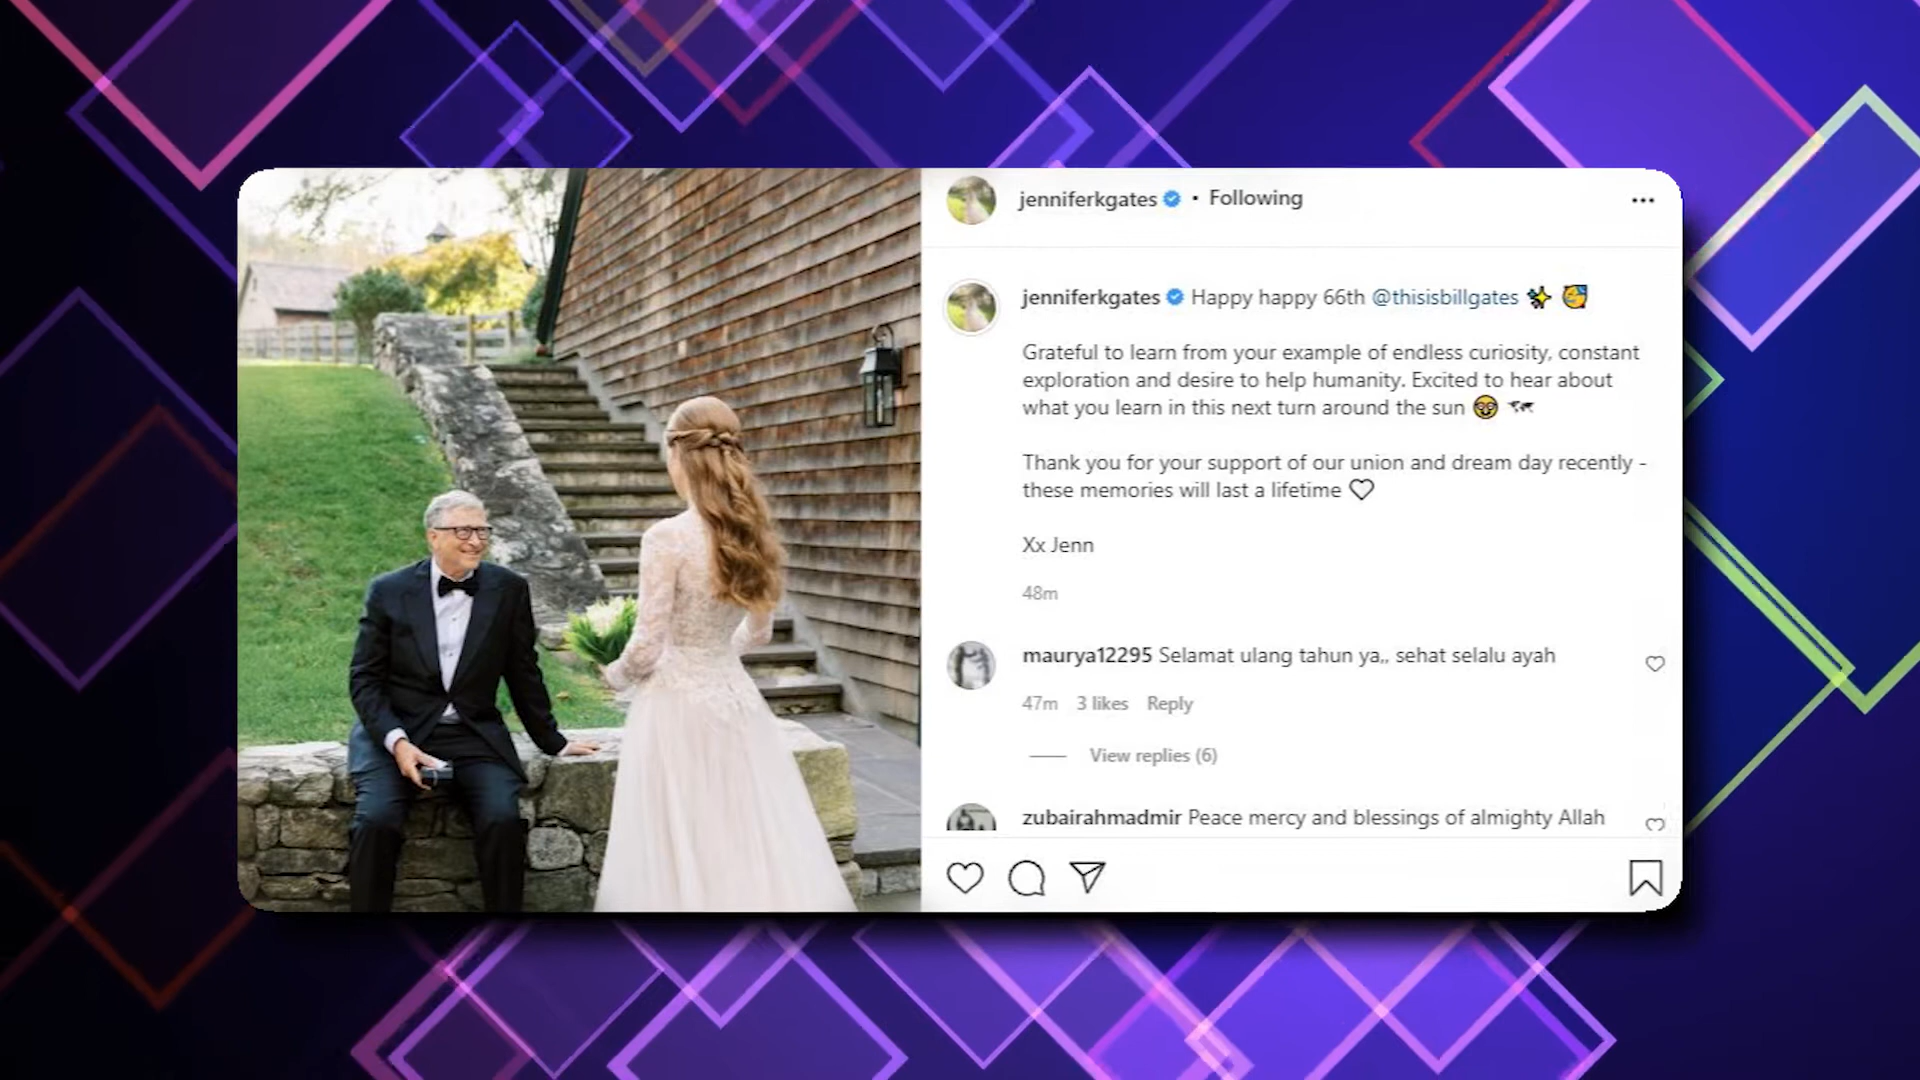 jenniferkgates • Following
jenniferkgates Happy happy 66th @thisisbillgates ✨ 🥳
Grateful to learn from your example of endless curiosity, constant
exploration and desire to help humanity. Excited to hear about
what you learn in this next turn around the sun 🤓 🗺
Thank you for your support of our union and dream day recently -
these memories will last a lifetime ♡
Xx Jenn
48m
maurya12295 Selamat ulang tahun ya,, sehat selalu ayah
47m 3 likes Reply
View replies (6)
zubairahmadmir Peace mercy and blessings of almighty Allah